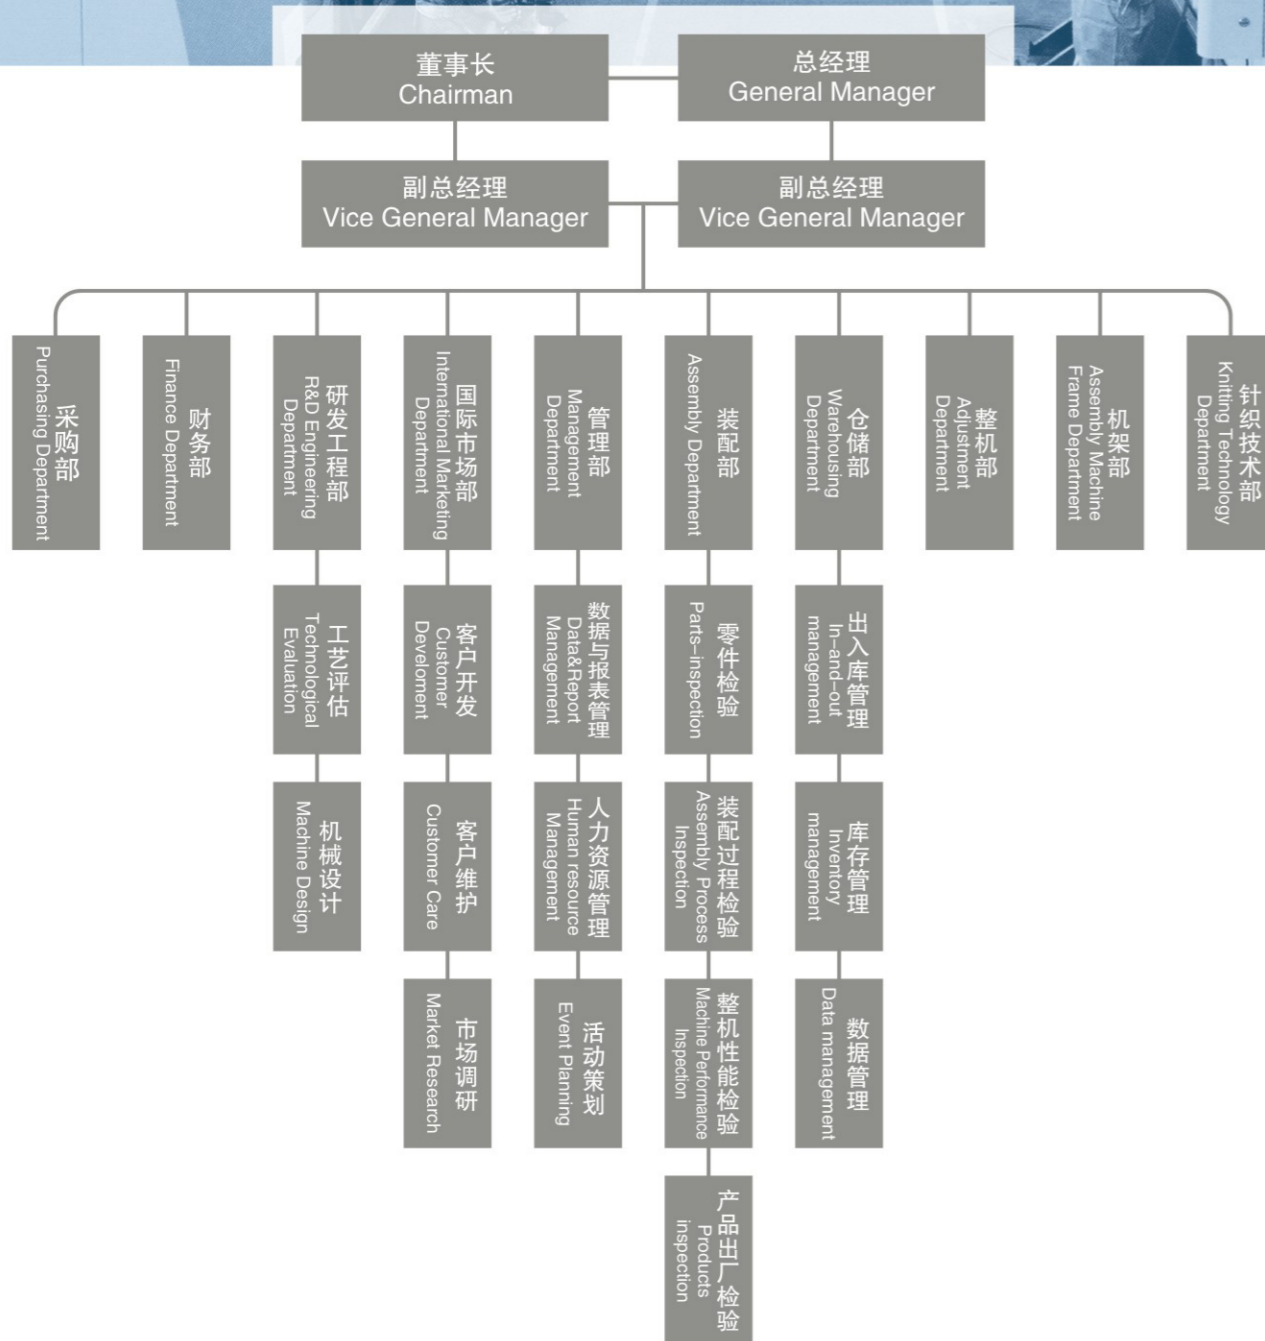 董事长
Chairman
总经理
General Manager
副总经理
Vice General Manager
副总经理
Vice General Manager
采购部
Purchasing Department
财务部
Finance Department
研发工程部
R&D Engineering
Department
国际市场部
International Marketing
Department
管理部
Management
Department
装配部
Assembly Department
仓储部
Warehousing
Department
整机部
Adjustment
Department
机架部
Assembly Machine
Frame Department
针织技术部
Knitting Technology
Department
工艺评估
Technological
Evaluation
客户开发
Customer
Develoment
数据与报表管理
Data&Report
Management
零件检验
Parts-inspection
出入库管理
In-and-out
management
机械设计
Machine Design
客户维护
Customer Care
人力资源管理
Human resource
Management
装配过程检验
Assembly Process
Inspection
库存管理
Inventory
management
市场调研
Market Research
活动策划
Event Planning
整机性能检验
Machine Performance
Inspection
数据管理
Data management
产品出厂检验
Products
inspection